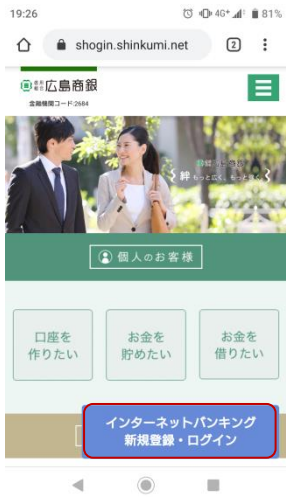 19:26
4G+
81%
shogin.shinkumi.net
2
広島商銀
金融機関コード:2684
絆 もっと広く、もっと強く
個人のお客様
口座を
作りたい
お金を
貯めたい
お金を
借りたい
インターネットバンキング
新規登録・ログイン